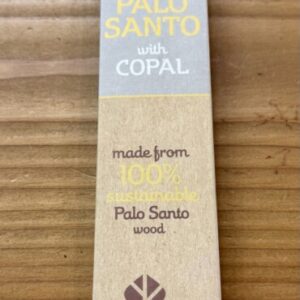 PALO
SANTO
with
COPAL
made from
100%
sustainable
Palo Santo
wood